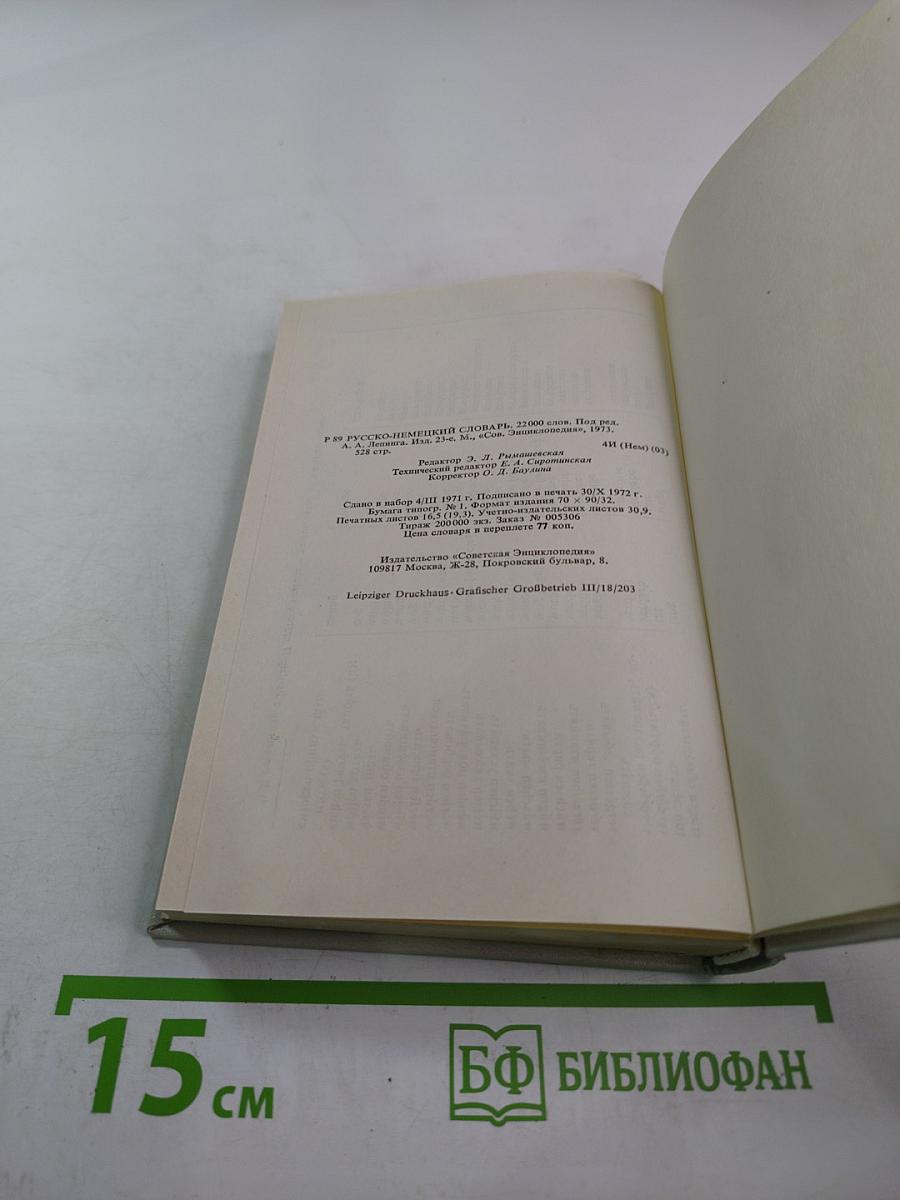 Р 89 РУССКО-НЕМЕЦКИЙ СЛОВАРЬ. 22000 слов. Под ред.
А. А. Лепинга. Изд. 23-е. М., «Сов. Энциклопедия», 1973.
528 стр.
4И (Нем) (03)
Редактор Э. Л. Рымашевская
Технический редактор Е. А. Сиротинская
Корректор О. Д. Баулина
Сдано в набор 4/III 1971 г. Подписано в печать 30/X 1972 г.
Бумага типогр. № 1. Формат издания 70 × 90/32.
Печатных листов 16,5 (19,3). Учетно-издательских листов 30,9.
Тираж 200000 экз. Заказ № 005306
Цена словаря в переплете 77 коп.
Издательство «Советская Энциклопедия»
109817 Москва, Ж-28, Покровский бульвар, 8.
Leipziger Druckhaus · Grafischer Großbetrieb III/18/203
15 см
БФ БИБЛИОФАН